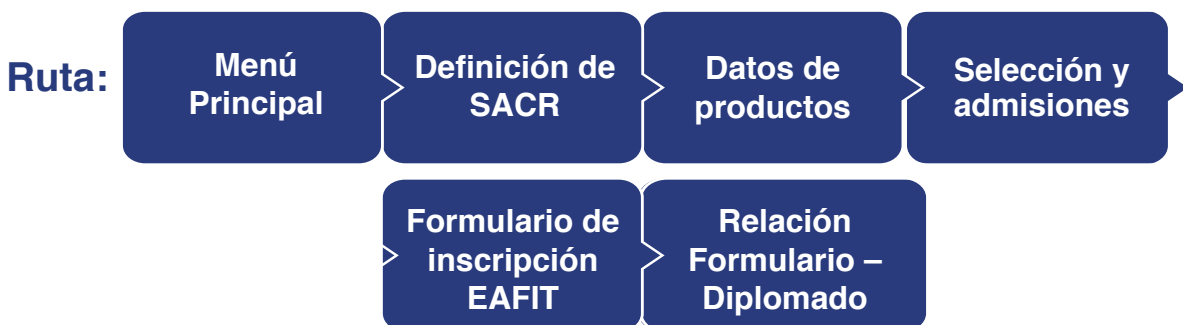 Ruta:
Menú
Principal
Definición de
SACR
Datos de
productos
Selección y
admisiones
Formulario de
inscripción
EAFIT
Relación
Formulario –
Diplomado